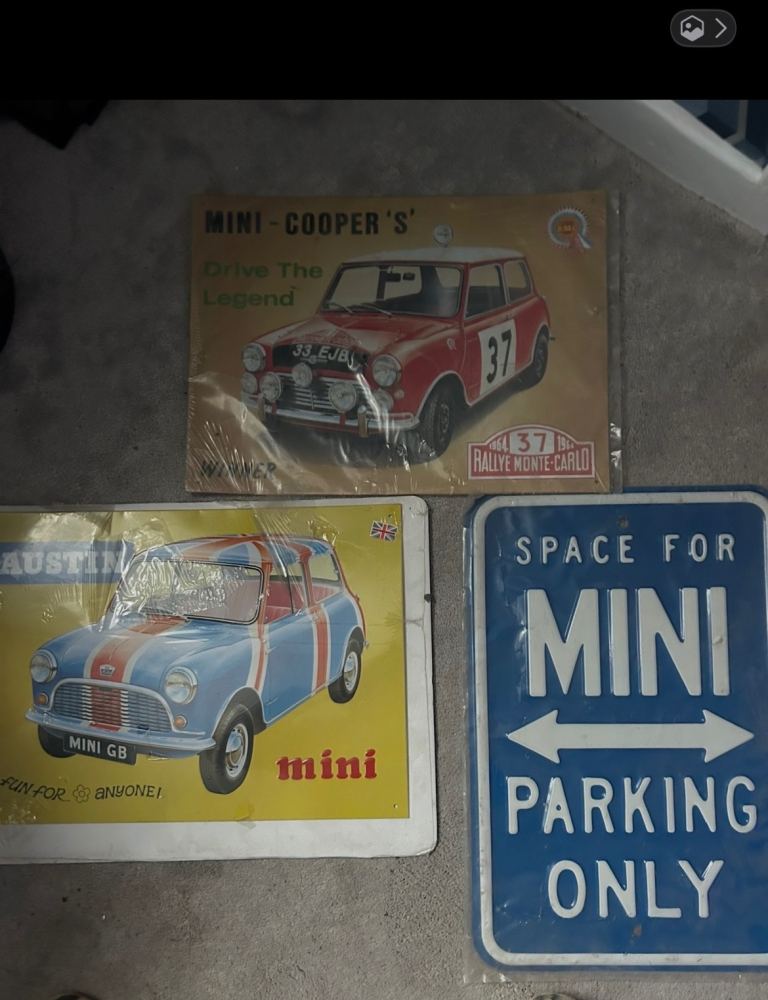 MINI - COOPER 'S'
Drive The
Legend
33 EJB
37
1964 37 1964
RALLYE MONTE-CARLO
WINNER
AUSTIN
MINI GB
mini
FUN FOR ANYONE!
SPACE FOR
MINI
PARKING
ONLY